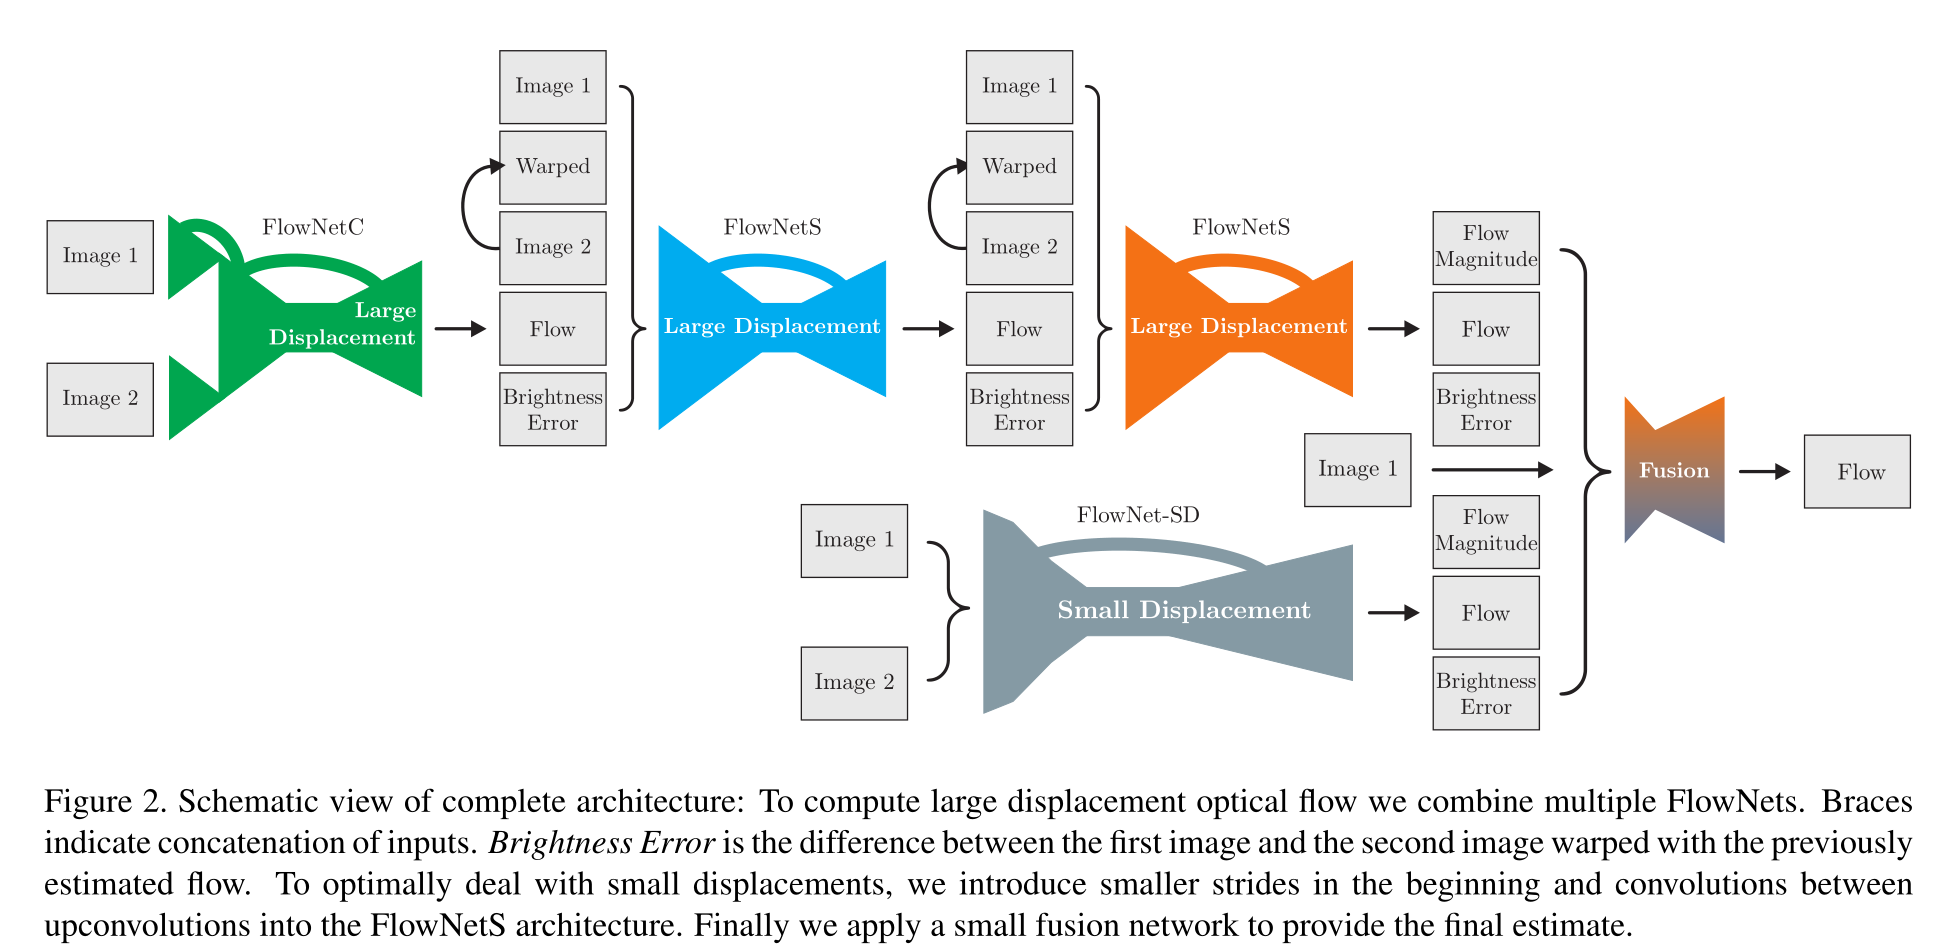 Image 1
Image 2
FlowNetC
Large
Displacement
Image 1
Warped
Image 2
Flow
Brightness
Error
FlowNetS
Large Displacement
Image 1
Warped
Image 2
Flow
Brightness
Error
FlowNetS
Large Displacement
Flow
Magnitude
Flow
Brightness
Error
Image 1
Image 1
Image 2
FlowNet-SD
Small Displacement
Flow
Magnitude
Flow
Brightness
Error
Fusion
Flow
Figure 2. Schematic view of complete architecture: To compute large displacement optical flow we combine multiple FlowNets. Braces
indicate concatenation of inputs. Brightness Error is the difference between the first image and the second image warped with the previously
estimated flow. To optimally deal with small displacements, we introduce smaller strides in the beginning and convolutions between
upconvolutions into the FlowNetS architecture. Finally we apply a small fusion network to provide the final estimate.